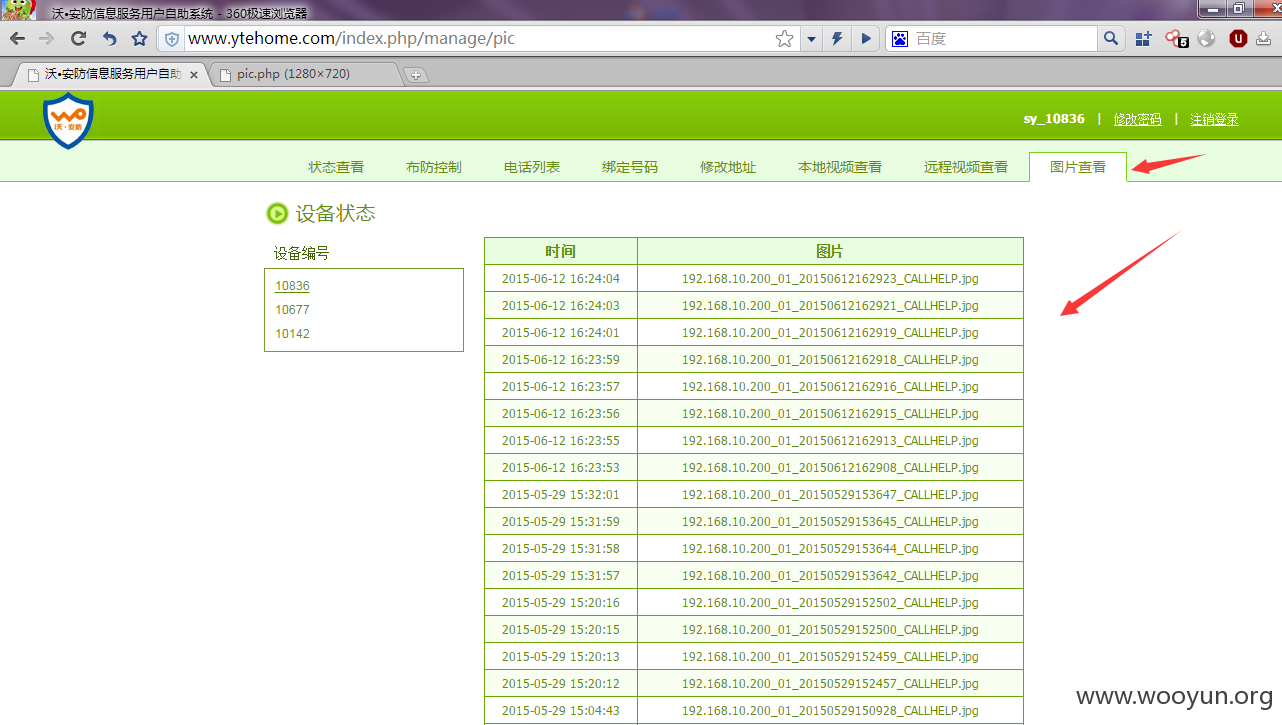 沃•安防信息服务用户自助系统 - 360极速浏览器
www.ytehome.com/index.php/manage/pic
百度
5
沃•安防信息服务用户自助
pic.php (1280×720)
沃·安防
sy_10836 | 修改密码 | 注销登录
状态查看 布防控制 电话列表 绑定号码 修改地址 本地视频查看 远程视频查看 图片查看
设备状态
设备编号
10836
10677
10142
时间 图片
2015-06-12 16:24:04 192.168.10.200_01_20150612162923_CALLHELP.jpg
2015-06-12 16:24:03 192.168.10.200_01_20150612162921_CALLHELP.jpg
2015-06-12 16:24:01 192.168.10.200_01_20150612162919_CALLHELP.jpg
2015-06-12 16:23:59 192.168.10.200_01_20150612162918_CALLHELP.jpg
2015-06-12 16:23:57 192.168.10.200_01_20150612162916_CALLHELP.jpg
2015-06-12 16:23:56 192.168.10.200_01_20150612162915_CALLHELP.jpg
2015-06-12 16:23:55 192.168.10.200_01_20150612162913_CALLHELP.jpg
2015-06-12 16:23:53 192.168.10.200_01_20150612162908_CALLHELP.jpg
2015-05-29 15:32:01 192.168.10.200_01_20150529153647_CALLHELP.jpg
2015-05-29 15:31:59 192.168.10.200_01_20150529153645_CALLHELP.jpg
2015-05-29 15:31:58 192.168.10.200_01_20150529153644_CALLHELP.jpg
2015-05-29 15:31:57 192.168.10.200_01_20150529153642_CALLHELP.jpg
2015-05-29 15:20:16 192.168.10.200_01_20150529152502_CALLHELP.jpg
2015-05-29 15:20:15 192.168.10.200_01_20150529152500_CALLHELP.jpg
2015-05-29 15:20:13 192.168.10.200_01_20150529152459_CALLHELP.jpg
2015-05-29 15:20:12 192.168.10.200_01_20150529152457_CALLHELP.jpg
2015-05-29 15:04:43 192.168.10.200_01_20150529150928_CALLHELP.jpg
www.wooyun.org